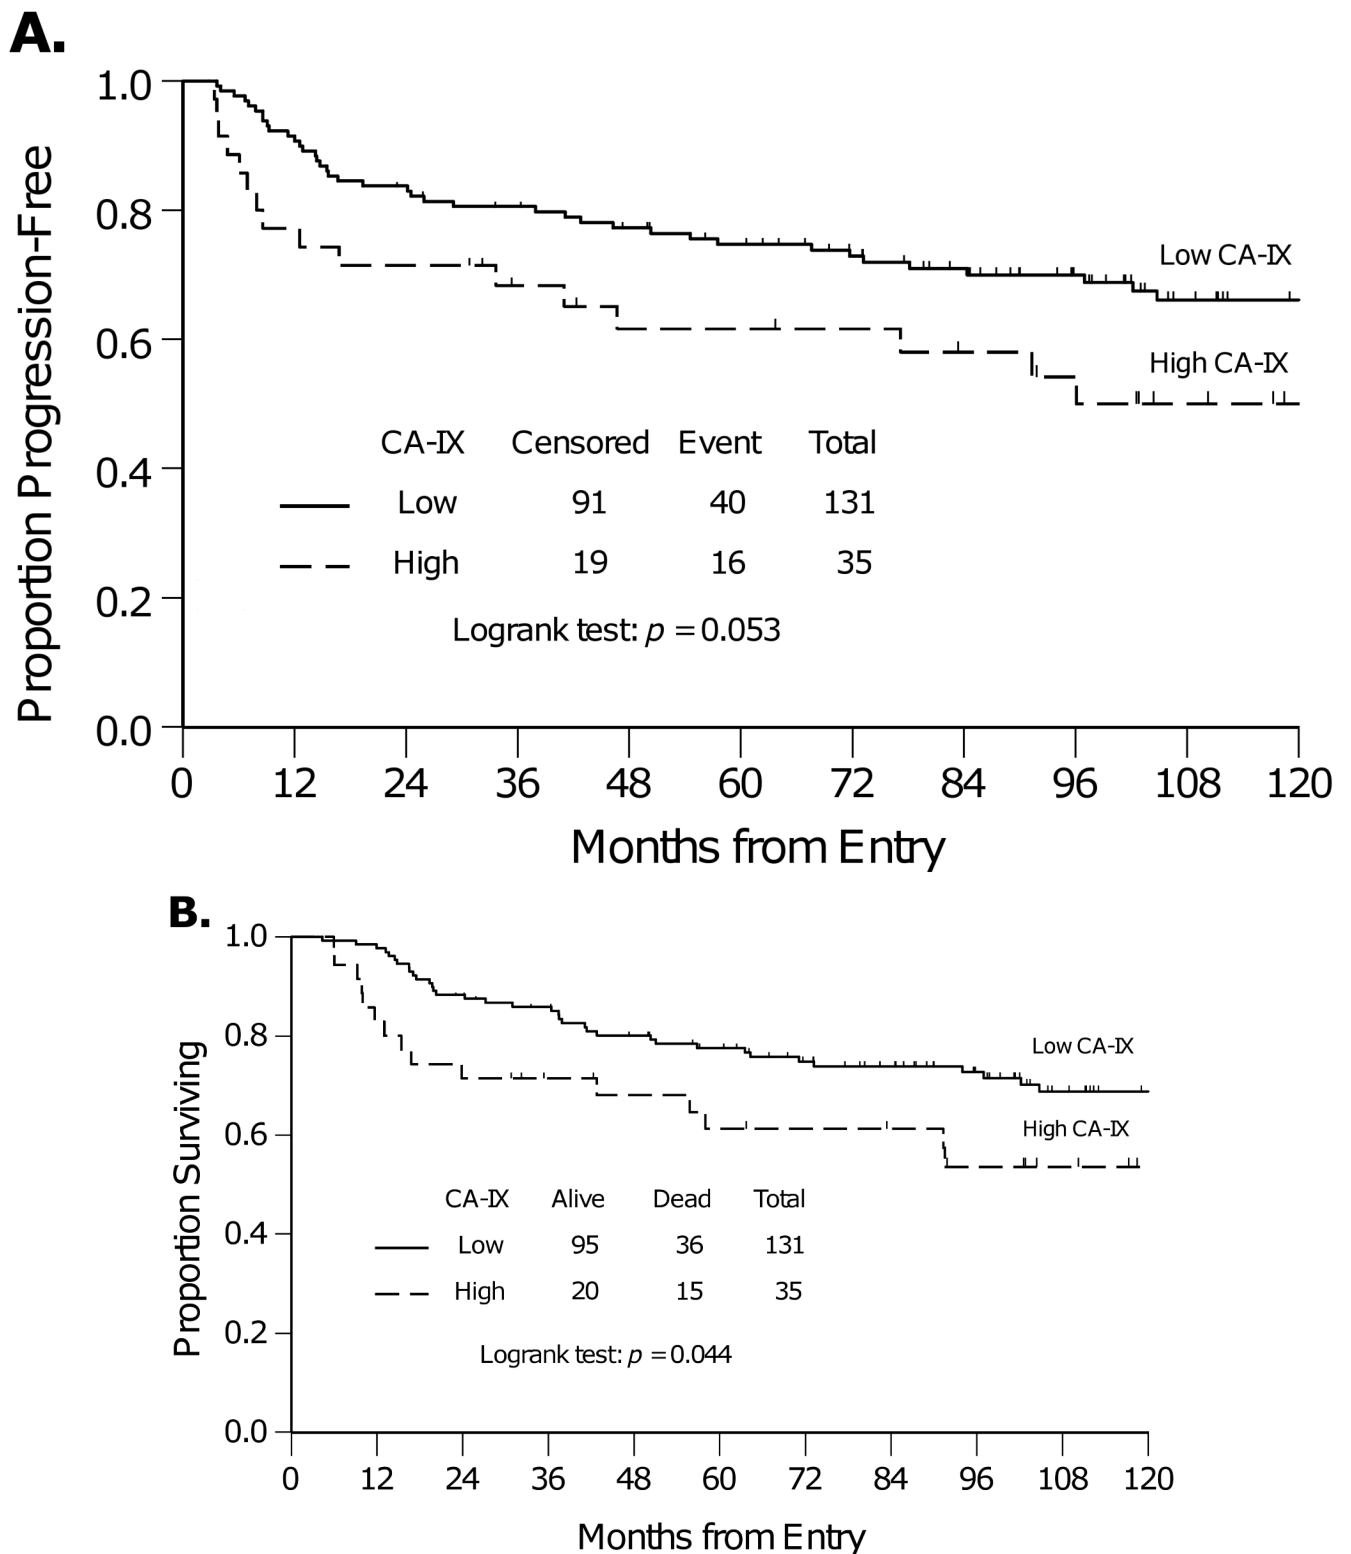 A.
Proportion Progression-Free
1.0
0.8
0.6
0.4
0.2
0.0
Low CA-IX
High CA-IX
CA-IX Censored Event Total
Low 91 40 131
High 19 16 35
Logrank test: p = 0.053
0 12 24 36 48 60 72 84 96 108 120
Months from Entry
B.
Proportion Surviving
1.0
0.8
0.6
0.4
0.2
0.0
Low CA-IX
High CA-IX
CA-IX Alive Dead Total
Low 95 36 131
High 20 15 35
Logrank test: p = 0.044
0 12 24 36 48 60 72 84 96 108 120
Months from Entry